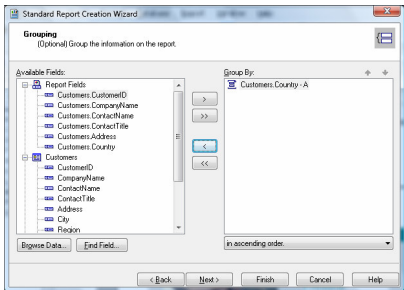 Standard Report Creation Wizard
Grouping
(Optional) Group the information on the report.
Available Fields:
Report Fields
Customers.CustomerID
Customers.CompanyName
Customers.ContactName
Customers.ContactTitle
Customers.Address
Customers.Country
Customers
CustomerID
CompanyName
ContactName
ContactTitle
Address
City
Region
Browse Data...
Find Field...
>
>>
<
<<
Group By:
Customers.Country - A
in ascending order.
< Back
Next >
Finish
Cancel
Help